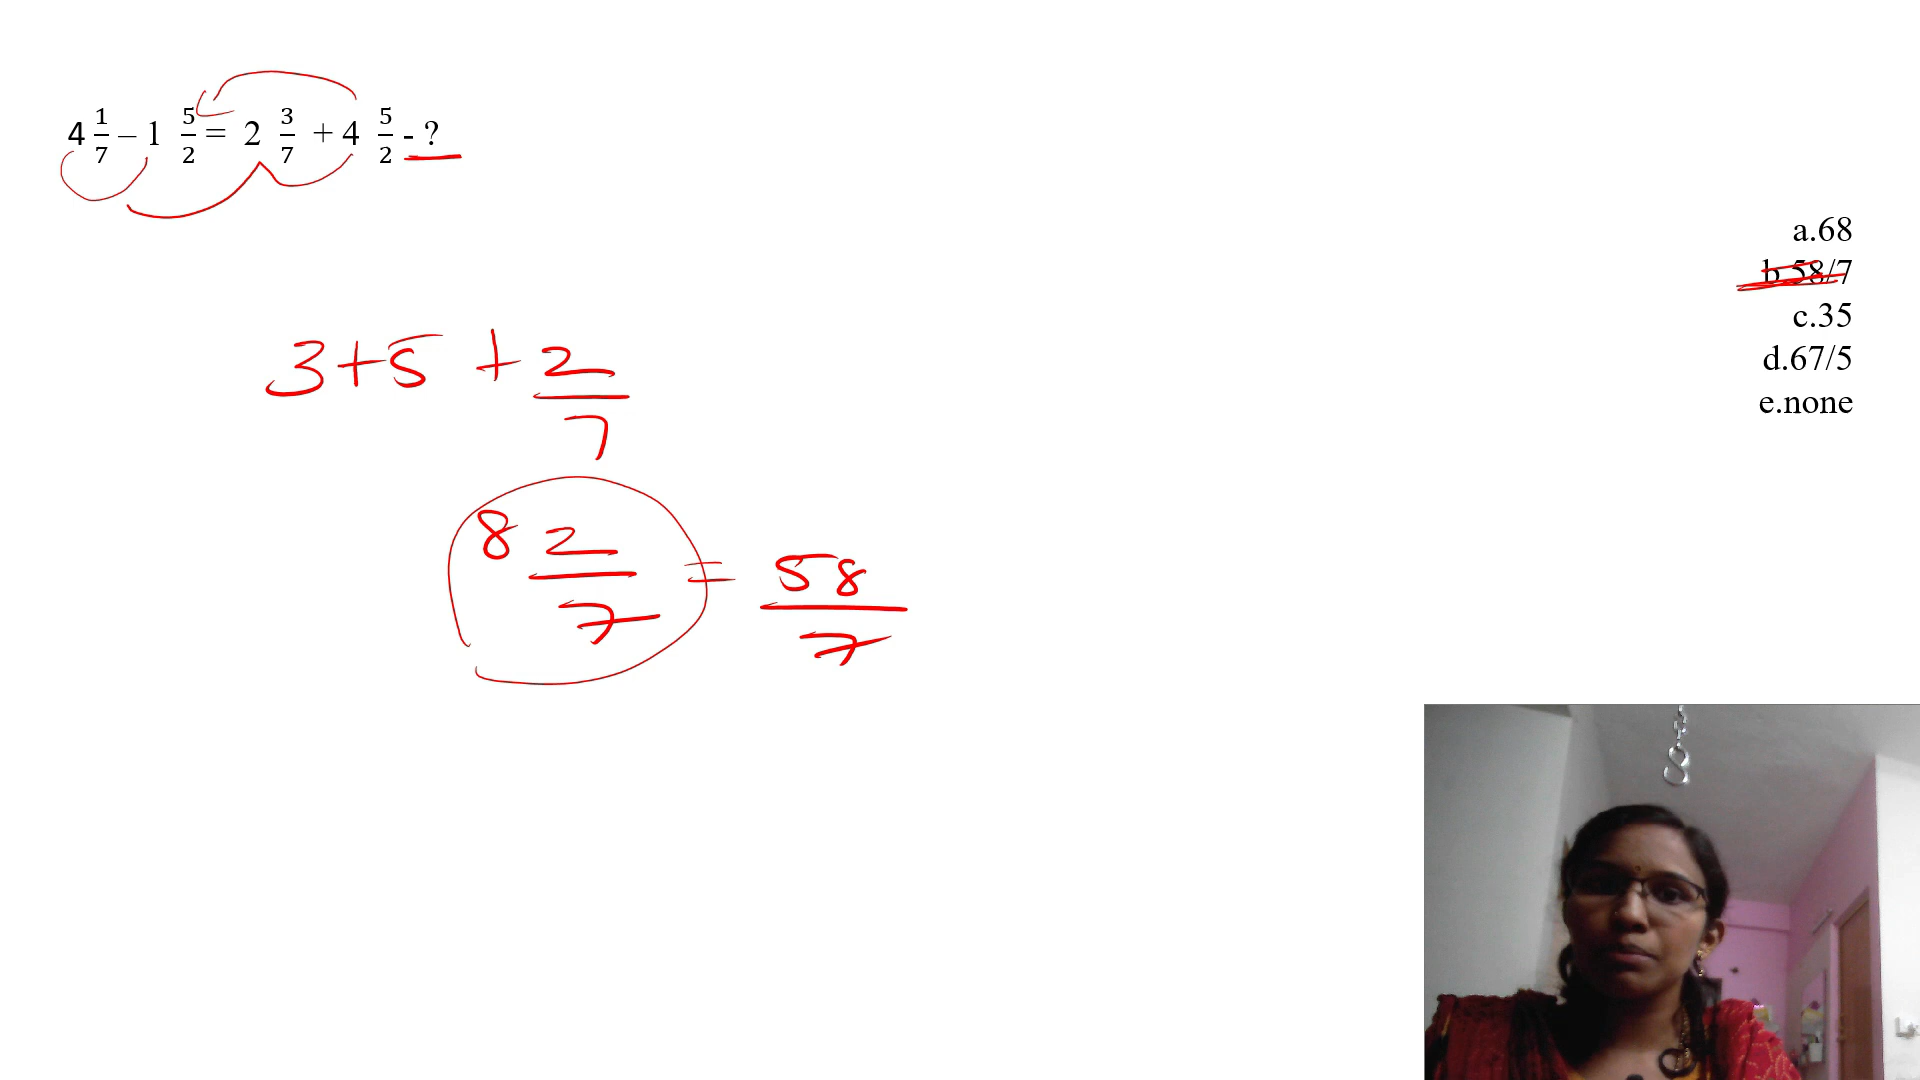 4 1/7 – 1 5/2 = 2 3/7 + 4 5/2 - ?
a.68
b.58/7
c.35
d.67/5
e.none
3+5 + 2/7
8 2/7 = 58/7